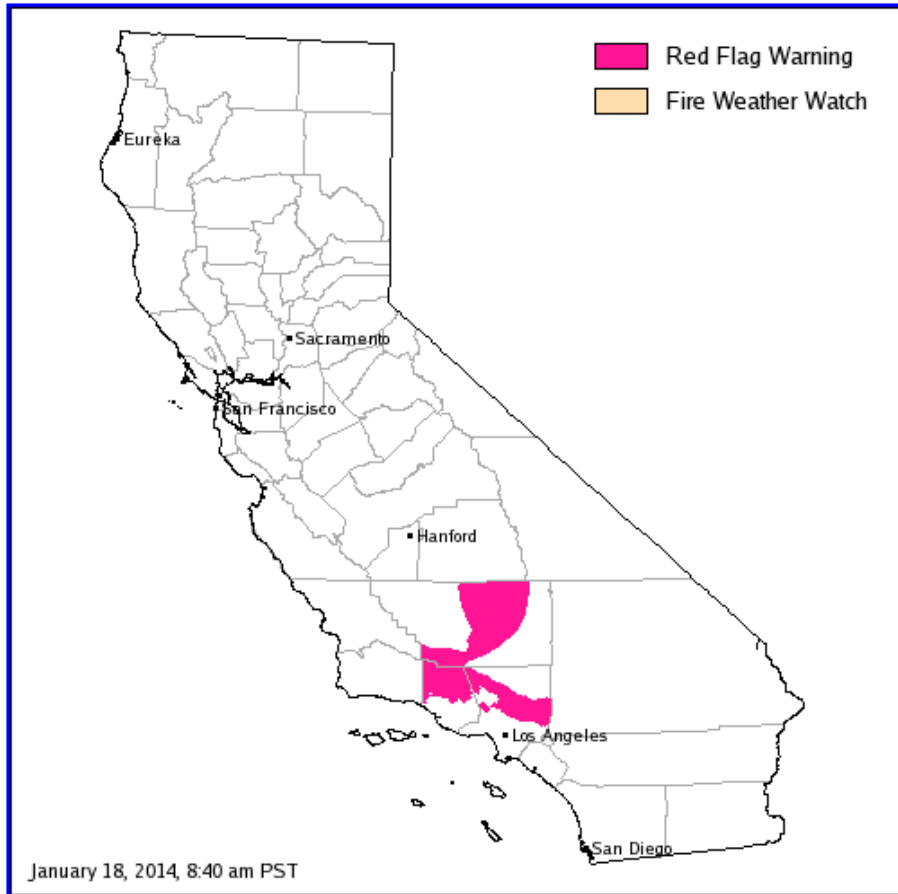 Red Flag Warning
Fire Weather Watch
Eureka
Sacramento
San Francisco
Hanford
Los Angeles
San Diego
January 18, 2014, 8:40 am PST